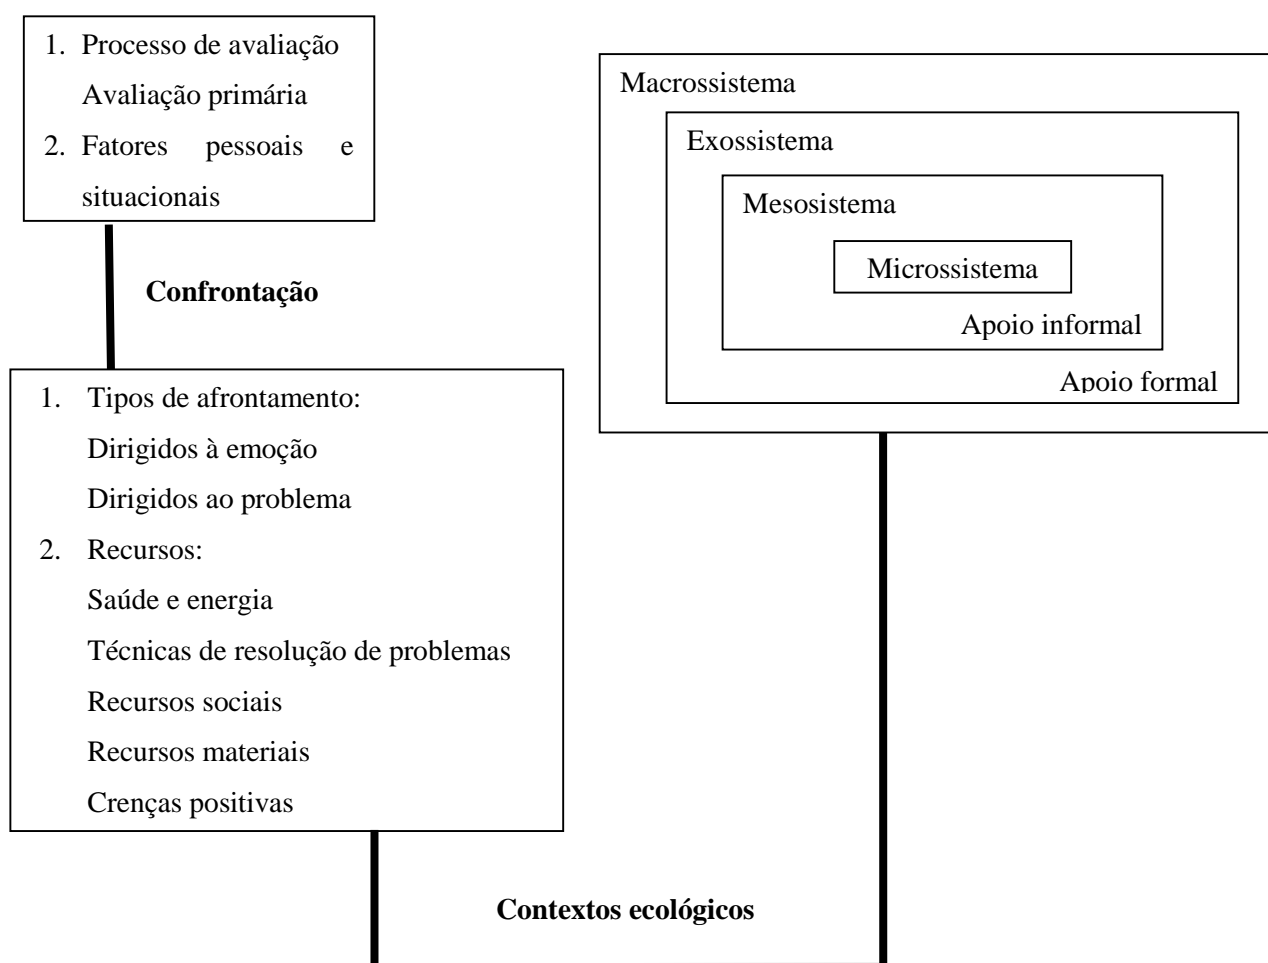 1. Processo de avaliação
Avaliação primária
2. Fatores pessoais e
situacionais
Confrontação
1. Tipos de afrontamento:
Dirigidos à emoção
Dirigidos ao problema
2. Recursos:
Saúde e energia
Técnicas de resolução de problemas
Recursos sociais
Recursos materiais
Crenças positivas
Macrossistema
Exossistema
Mesosistema
Microssistema
Apoio informal
Apoio formal
Contextos ecológicos